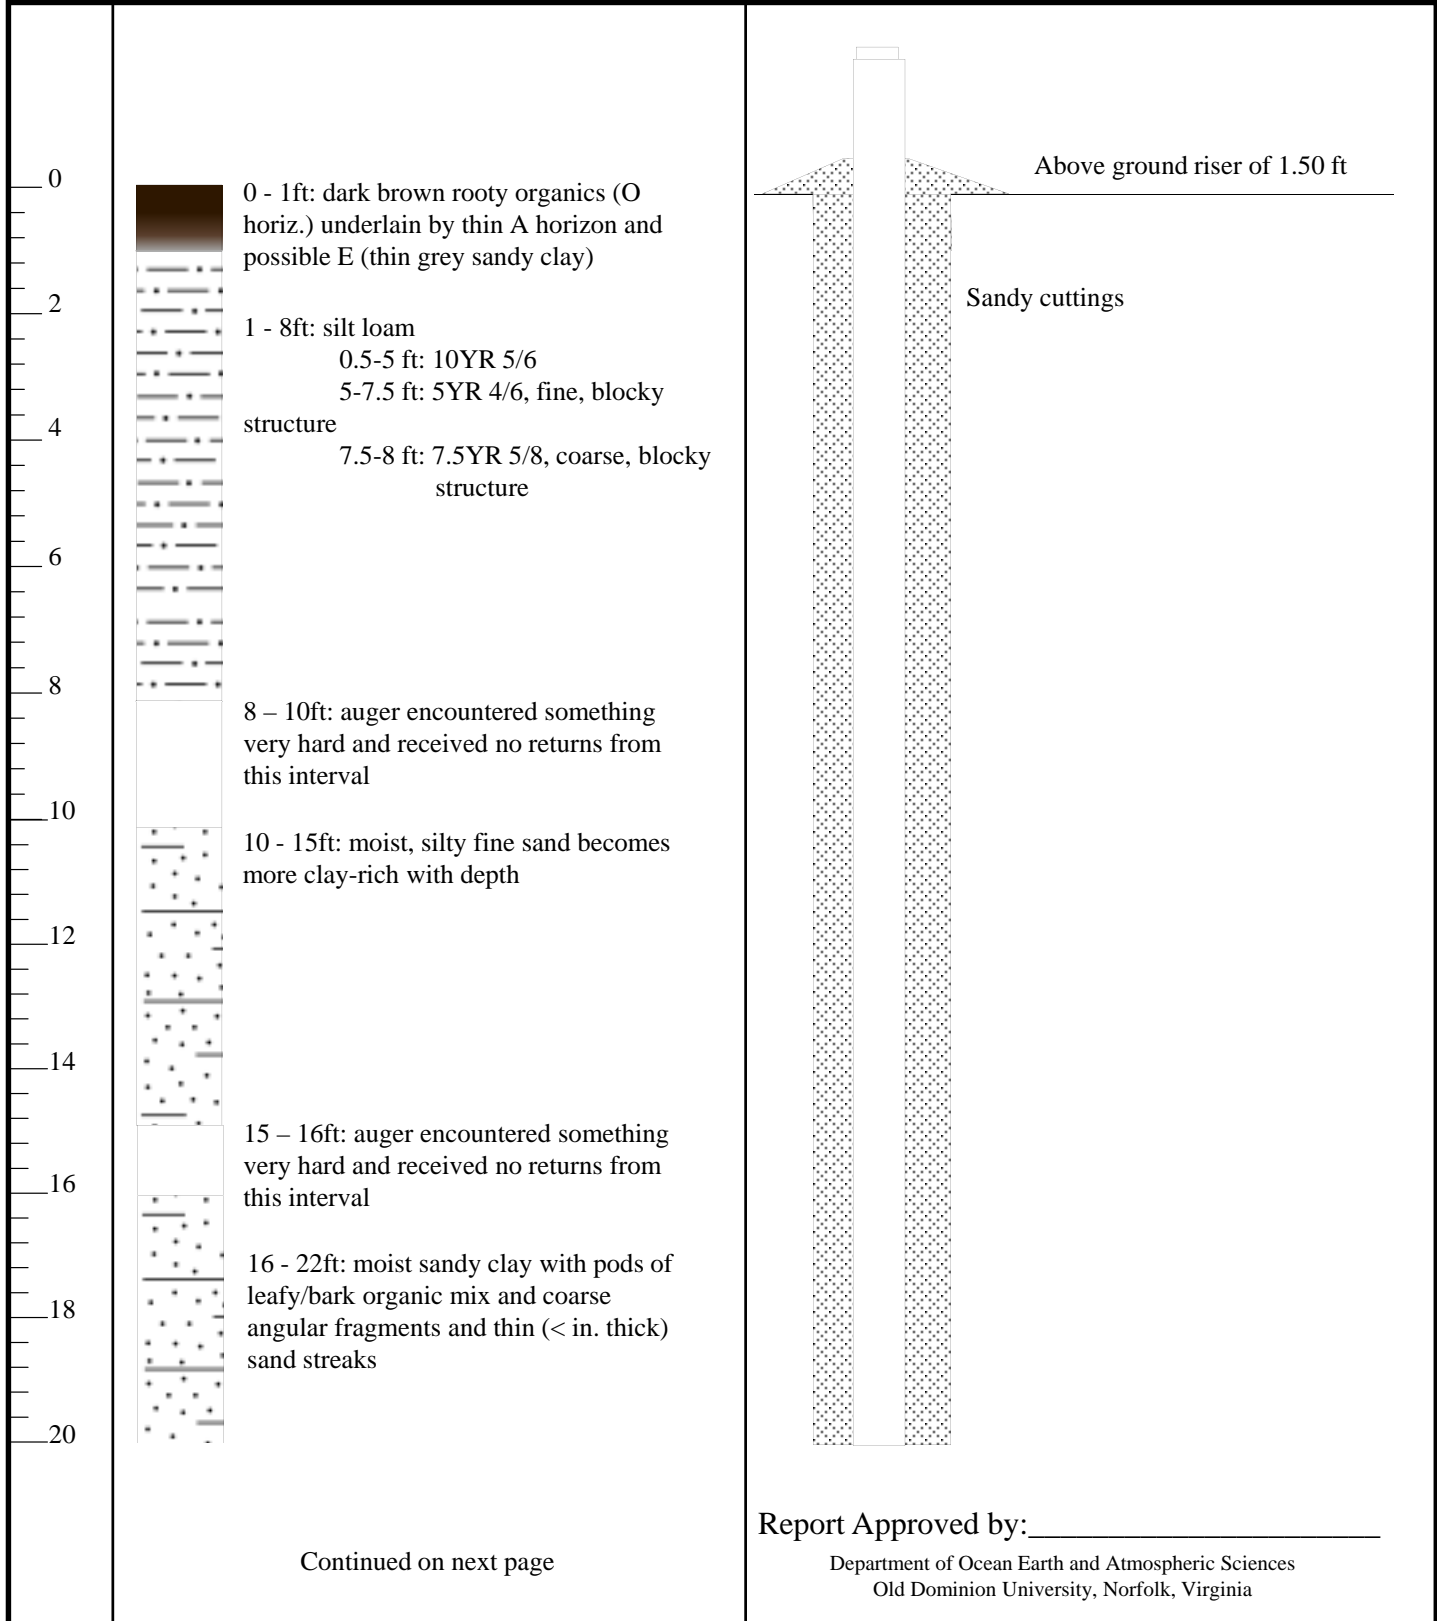 0
2
4
6
8
10
12
14
16
18
20
0 - 1ft: dark brown rooty organics (O
horiz.) underlain by thin A horizon and
possible E (thin grey sandy clay)
1 - 8ft: silt loam
0.5-5 ft: 10YR 5/6
5-7.5 ft: 5YR 4/6, fine, blocky
structure
7.5-8 ft: 7.5YR 5/8, coarse, blocky
structure
8 – 10ft: auger encountered something
very hard and received no returns from
this interval
10 - 15ft: moist, silty fine sand becomes
more clay-rich with depth
15 – 16ft: auger encountered something
very hard and received no returns from
this interval
16 - 22ft: moist sandy clay with pods of
leafy/bark organic mix and coarse
angular fragments and thin (< in. thick)
sand streaks
Continued on next page
Above ground riser of 1.50 ft
Sandy cuttings
Report Approved by:______________________
Department of Ocean Earth and Atmospheric Sciences
Old Dominion University, Norfolk, Virginia